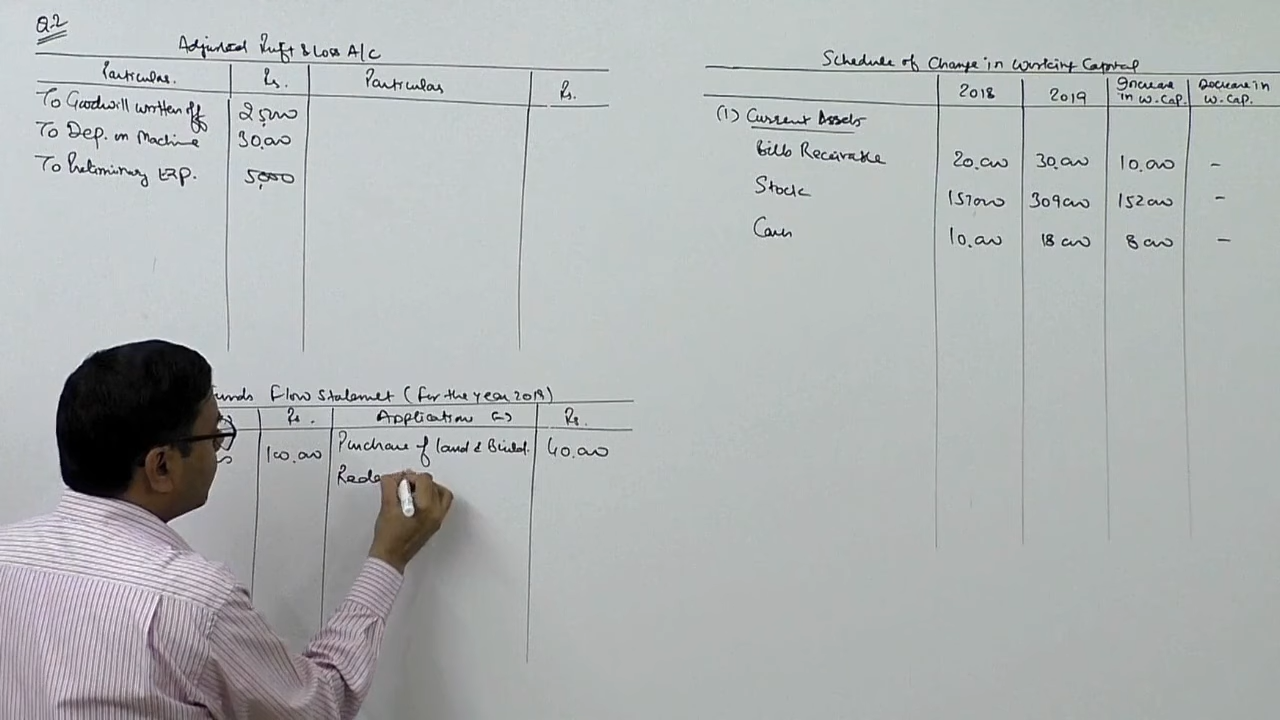 Q.2
Adjusted Profit & Loss A/C
Particulars. Rs. Particulars Rs.
To Goodwill written off 25,000
To Dep. on Machine 30,000
To Preliminary Exp. 5,000
Funds Flow Statement (For the year 2019)
Rs. Application (-) Rs.
100,000 Purchase of land & Build. 40,000
Rede
Schedule of Change in Working Capital
2018 2019 Increase in W. Cap. Decrease in W. Cap.
(1) Current Assets
Bills Receivable 20,000 30,000 10,000 -
Stock 157000 309000 152000 -
Cash 10,000 18000 8000 -